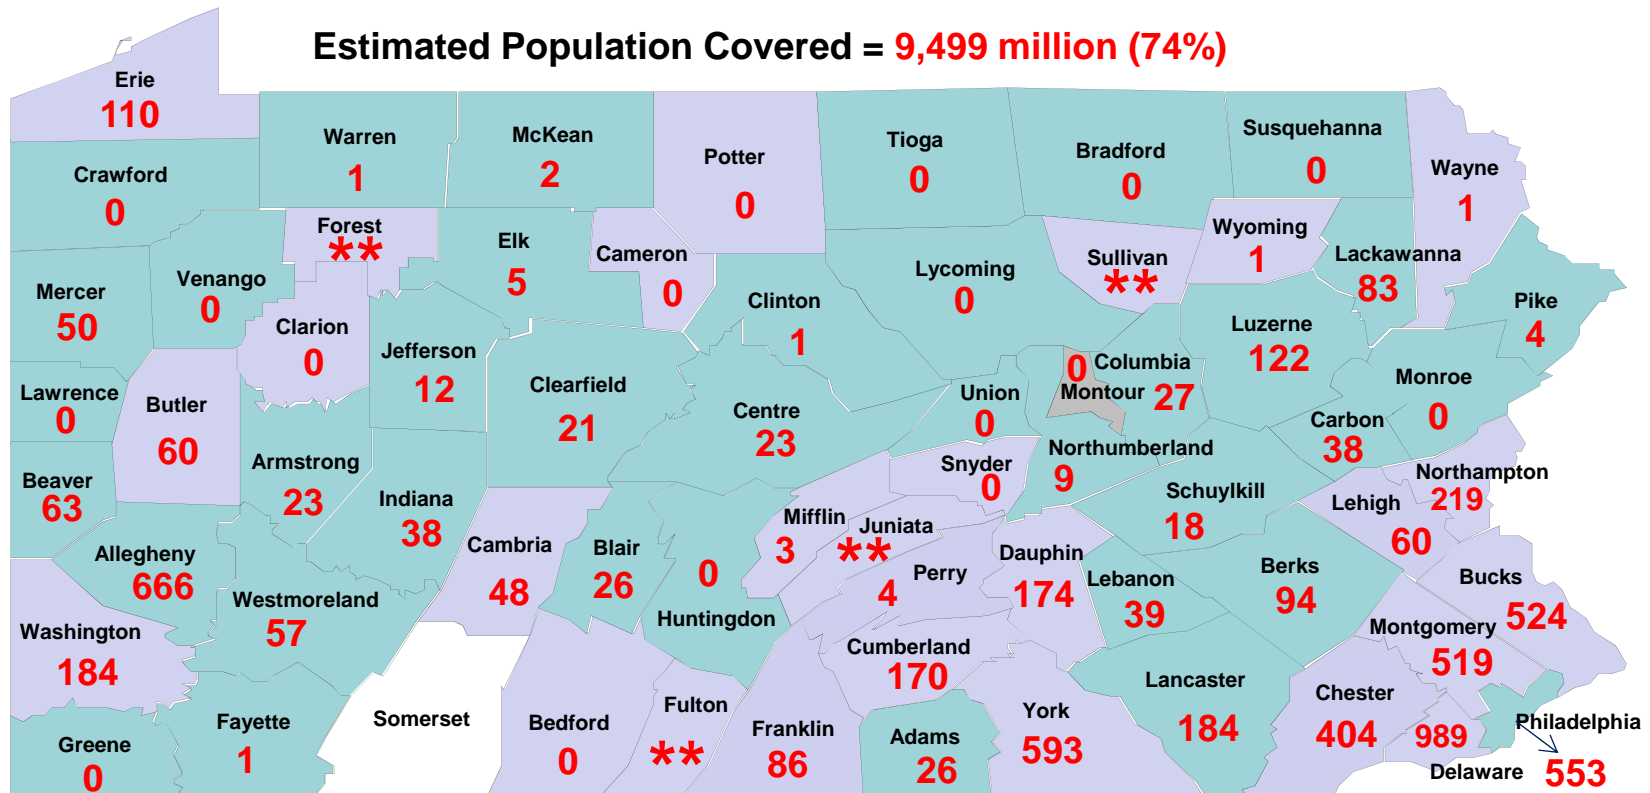 Estimated Population Covered = 9,499 million (74%)
Erie
110
Warren
1
McKean
2
Potter
0
Tioga
0
Bradford
0
Susquehanna
0
Wayne
1
Crawford
0
Forest
**
Elk
5
Cameron
0
Sullivan
**
Wyoming
1
Lackawanna
83
Mercer
50
Venango
0
Clarion
0
Clinton
1
Lycoming
0
Luzerne
122
Pike
4
Lawrence
0
Butler
60
Jefferson
12
Clearfield
21
Centre
23
Union
0
0
Montour
Columbia
27
Monroe
0
Carbon
38
Beaver
63
Armstrong
23
Indiana
38
Snyder
0
Northumberland
9
Schuylkill
18
Northampton
219
Lehigh
60
Allegheny
666
Westmoreland
57
Cambria
48
Blair
26
0
Huntingdon
Mifflin
3
Juniata
**
Perry
4
Dauphin
174
Lebanon
39
Berks
94
Bucks
524
Washington
184
Cumberland
170
Montgomery
519
Greene
0
Fayette
1
Somerset
Bedford
0
Fulton
**
Franklin
86
Adams
26
York
593
Lancaster
184
Chester
404
989
Delaware
Philadelphia
553